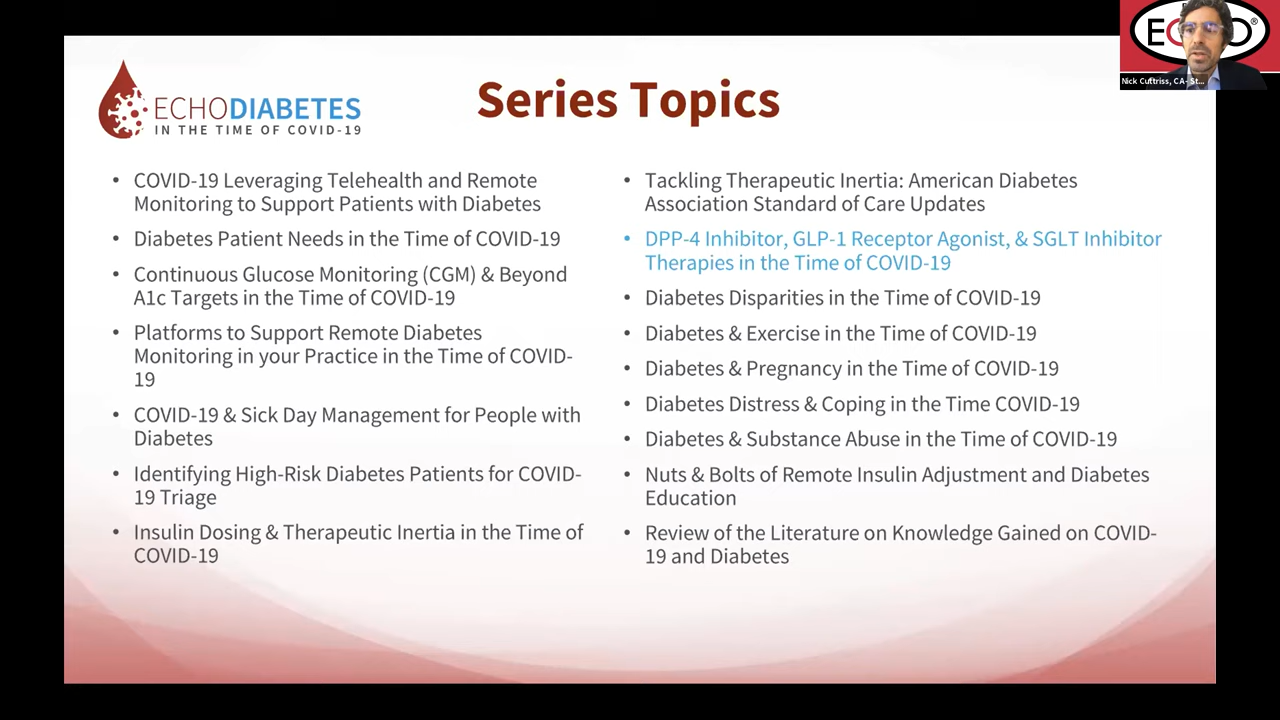 ECHODIABETES
IN THE TIME OF COVID-19
Series Topics
• COVID-19 Leveraging Telehealth and Remote
Monitoring to Support Patients with Diabetes
• Diabetes Patient Needs in the Time of COVID-19
• Continuous Glucose Monitoring (CGM) & Beyond
A1c Targets in the Time of COVID-19
• Platforms to Support Remote Diabetes
Monitoring in your Practice in the Time of COVID-
19
• COVID-19 & Sick Day Management for People with
Diabetes
• Identifying High-Risk Diabetes Patients for COVID-
19 Triage
• Insulin Dosing & Therapeutic Inertia in the Time of
COVID-19
• Tackling Therapeutic Inertia: American Diabetes
Association Standard of Care Updates
• DPP-4 Inhibitor, GLP-1 Receptor Agonist, & SGLT Inhibitor
Therapies in the Time of COVID-19
• Diabetes Disparities in the Time of COVID-19
• Diabetes & Exercise in the Time of COVID-19
• Diabetes & Pregnancy in the Time of COVID-19
• Diabetes Distress & Coping in the Time COVID-19
• Diabetes & Substance Abuse in the Time of COVID-19
• Nuts & Bolts of Remote Insulin Adjustment and Diabetes
Education
• Review of the Literature on Knowledge Gained on COVID-
19 and Diabetes
Nick Cuttriss, CA- St...